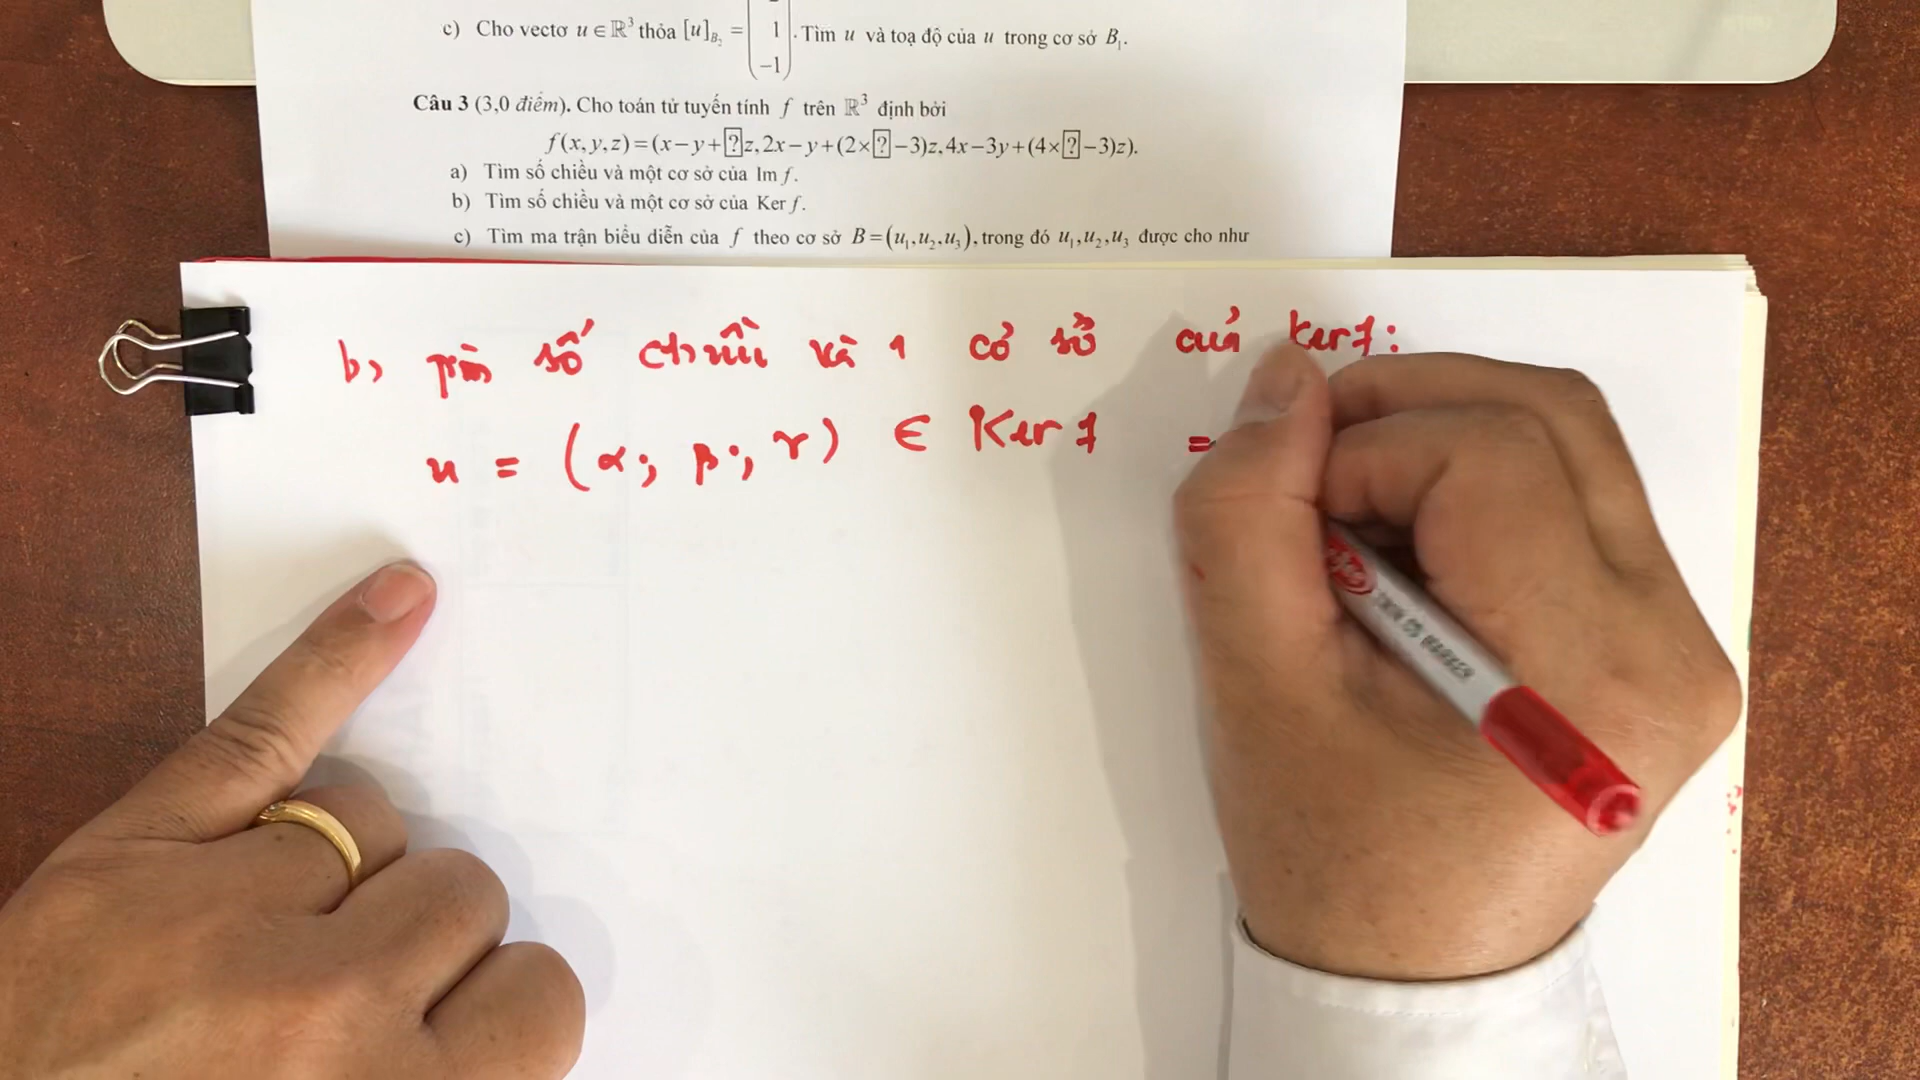 c) Cho vectơ u ∈ ℝ³ thỏa [u]_B₂ = ( 1 −1 ). Tìm u và toạ độ của u trong cơ sở B₁.
Câu 3 (3,0 điểm). Cho toán tử tuyến tính f trên ℝ³ định bởi
f(x,y,z)=(x−y+[?]z,2x−y+(2×[?]−3)z,4x−3y+(4×[?]−3)z).
a) Tìm số chiều và một cơ sở của Im f.
b) Tìm số chiều và một cơ sở của Ker f.
c) Tìm ma trận biểu diễn của f theo cơ sở B=(u₁,u₂,u₃), trong đó u₁,u₂,u₃ được cho như
b, Tìm số chiều và 1 cơ sở của Ker f:
u = (α; β; γ) ∈ Ker f =